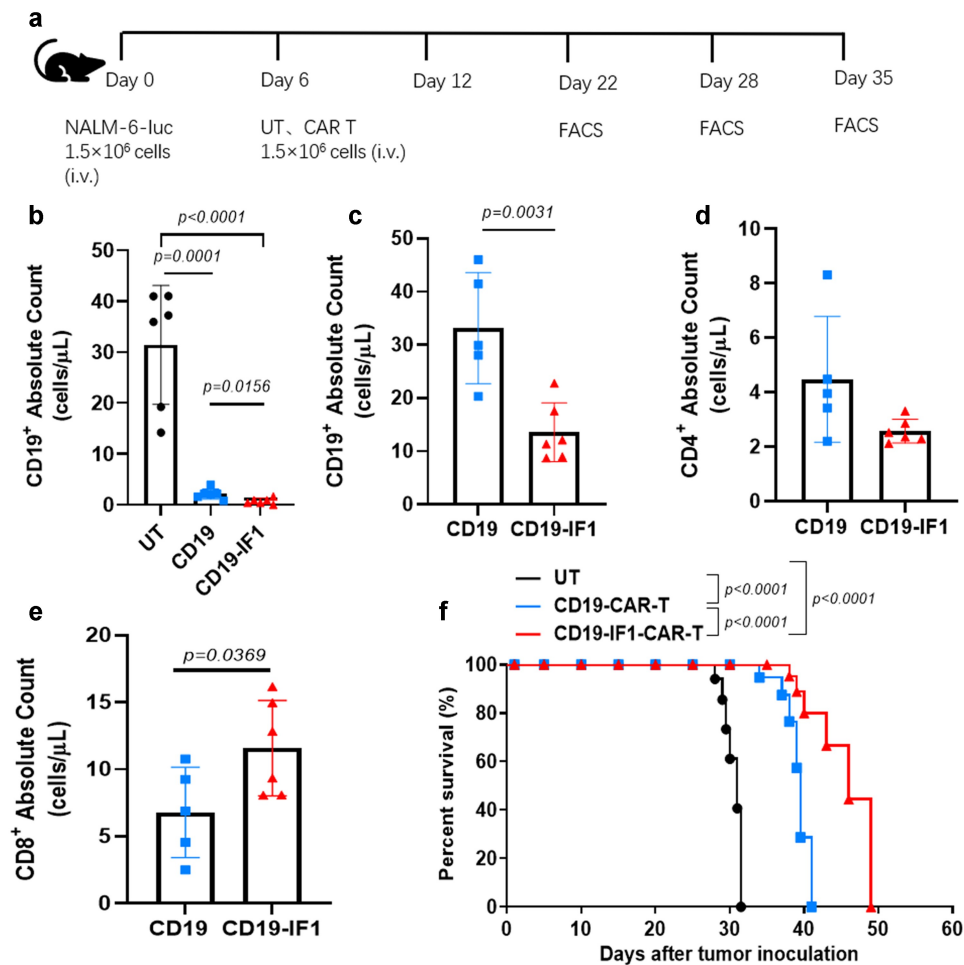 a
Day 0
Day 6
Day 12
Day 22
Day 28
Day 35
NALM-6-luc
1.5×10⁶ cells
(i.v.)
UT、CAR T
1.5×10⁶ cells (i.v.)
FACS
FACS
FACS
b
p<0.0001
p=0.0001
p=0.0156
CD19⁺ Absolute Count
(cells/μL)
50
40
30
20
10
0
UT
CD19
CD19-IF1
c
p=0.0031
CD19⁺ Absolute Count
(cells/μL)
50
40
30
20
10
0
CD19
CD19-IF1
d
CD4⁺ Absolute Count
(cells/μL)
10
8
6
4
2
0
CD19
CD19-IF1
e
p=0.0369
CD8⁺ Absolute Count
(cells/μL)
20
15
10
5
0
CD19
CD19-IF1
f
UT
CD19-CAR-T
CD19-IF1-CAR-T
p<0.0001
p<0.0001
p<0.0001
Percent survival (%)
100
80
60
40
20
0
0 10 20 30 40 50 60
Days after tumor inoculation